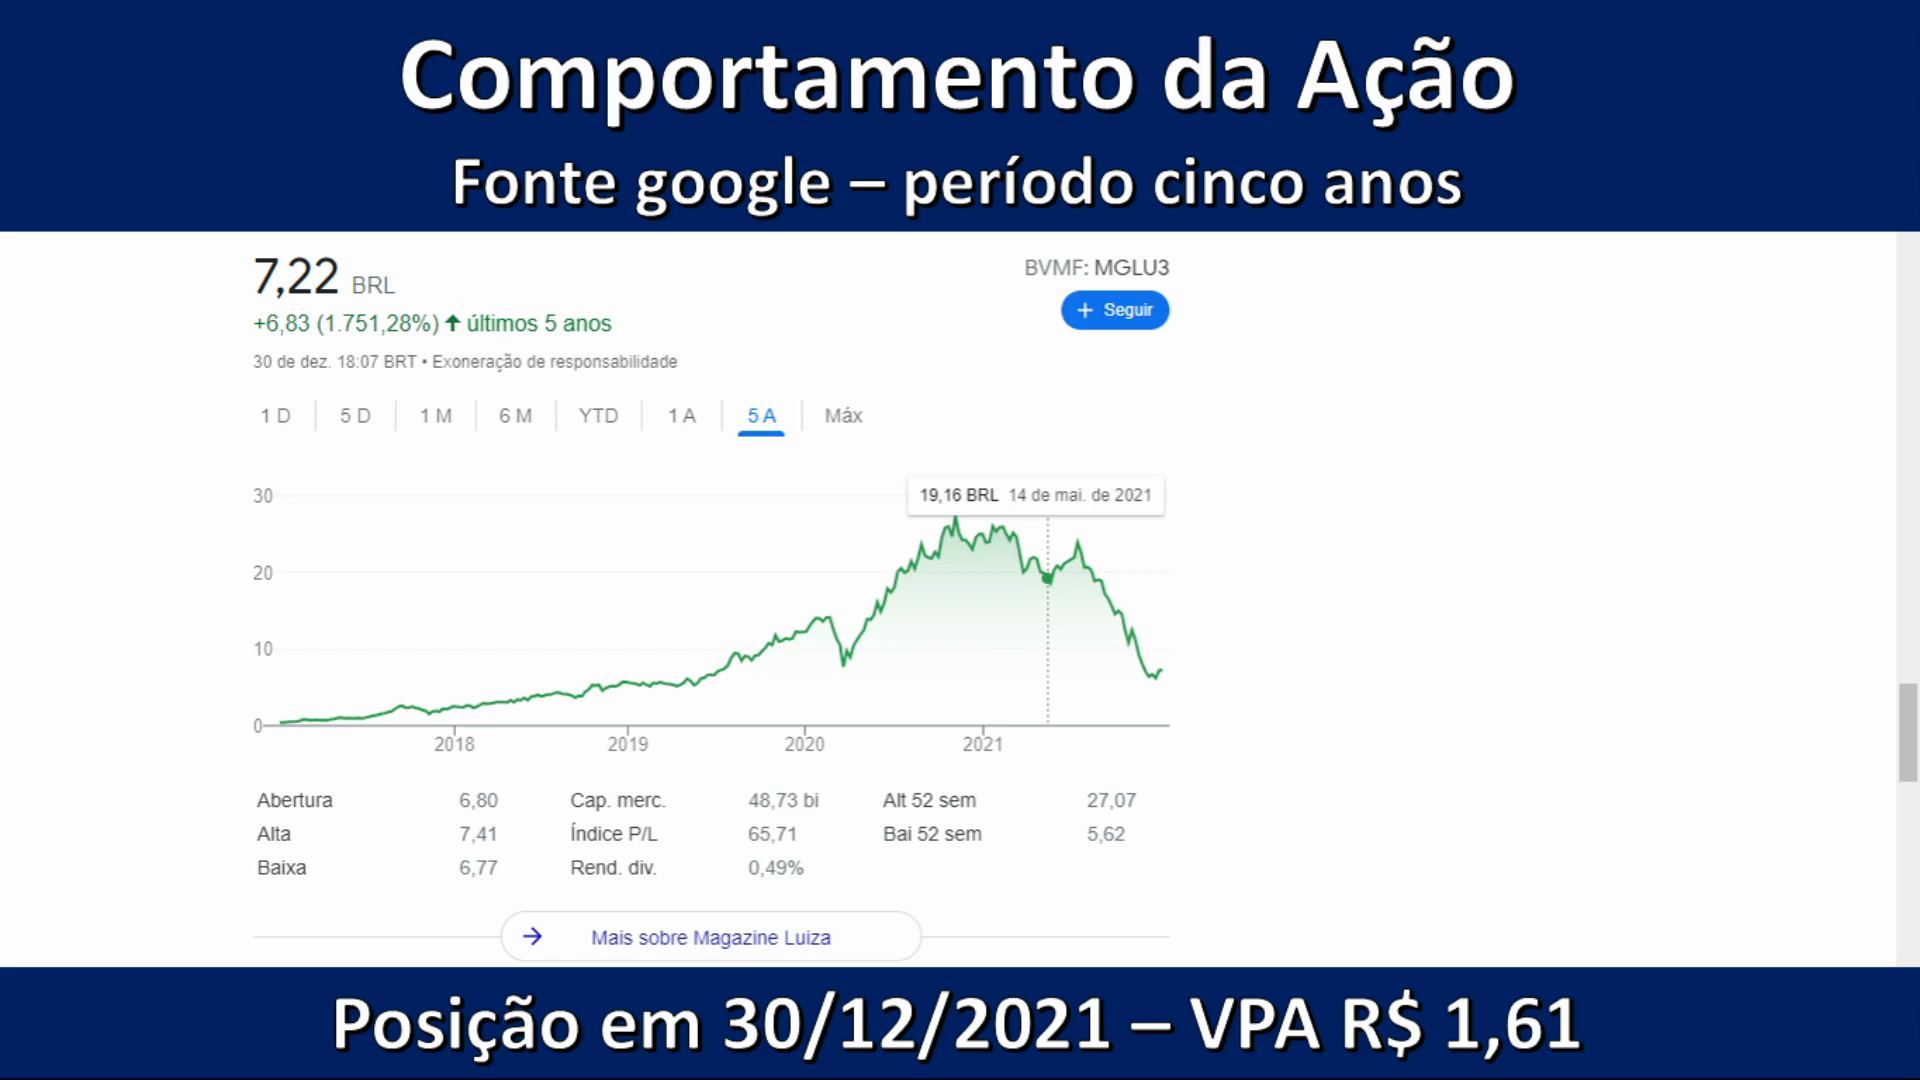 Comportamento da Ação
Fonte google – período cinco anos
7,22 BRL
BVMF: MGLU3
+6,83 (1.751,28%) ↑ últimos 5 anos
+ Seguir
30 de dez. 18:07 BRT • Exoneração de responsabilidade
1 D 5 D 1 M 6 M YTD 1 A 5 A Máx
19,16 BRL 14 de mai. de 2021
30
20
10
0
2018 2019 2020 2021
Abertura 6,80 Cap. merc. 48,73 bi Alt 52 sem 27,07
Alta 7,41 Índice P/L 65,71 Bai 52 sem 5,62
Baixa 6,77 Rend. div. 0,49%
→ Mais sobre Magazine Luiza
Posição em 30/12/2021 – VPA R$ 1,61